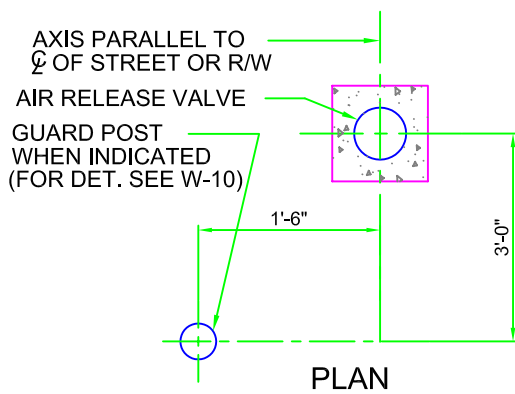 AXIS PARALLEL TO
℄ OF STREET OR R/W
AIR RELEASE VALVE
GUARD POST
WHEN INDICATED
(FOR DET. SEE W-10)
1'-6"
3'-0"
PLAN